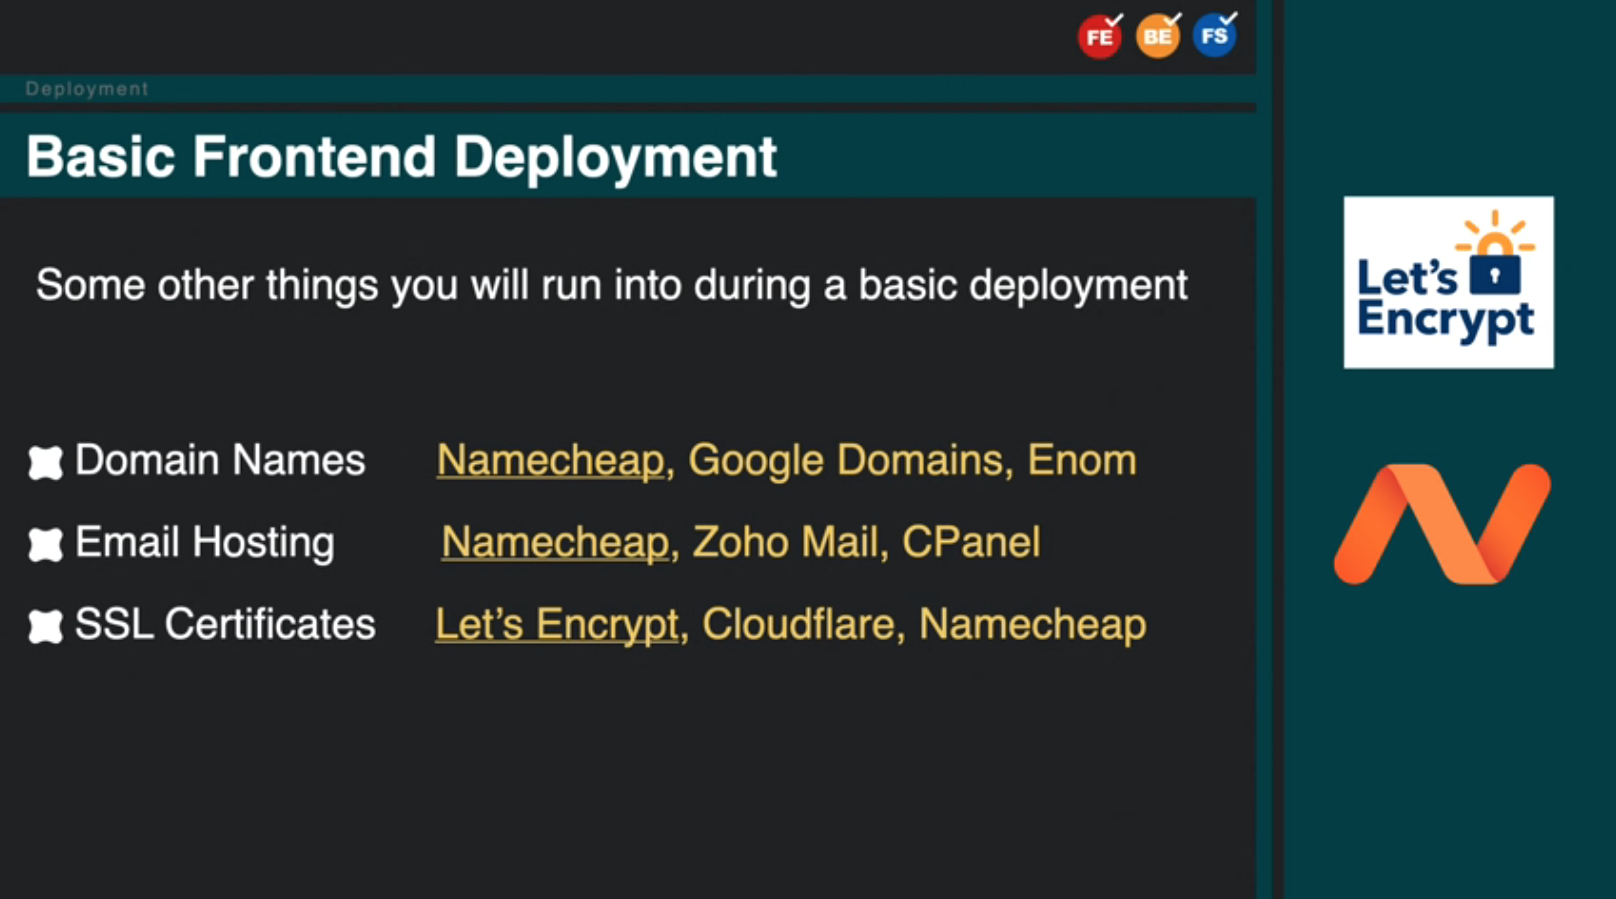 FE BE FS
Deployment
Basic Frontend Deployment
Some other things you will run into during a basic deployment
Domain Names Namecheap, Google Domains, Enom
Email Hosting Namecheap, Zoho Mail, CPanel
SSL Certificates Let's Encrypt, Cloudflare, Namecheap
Let's
Encrypt